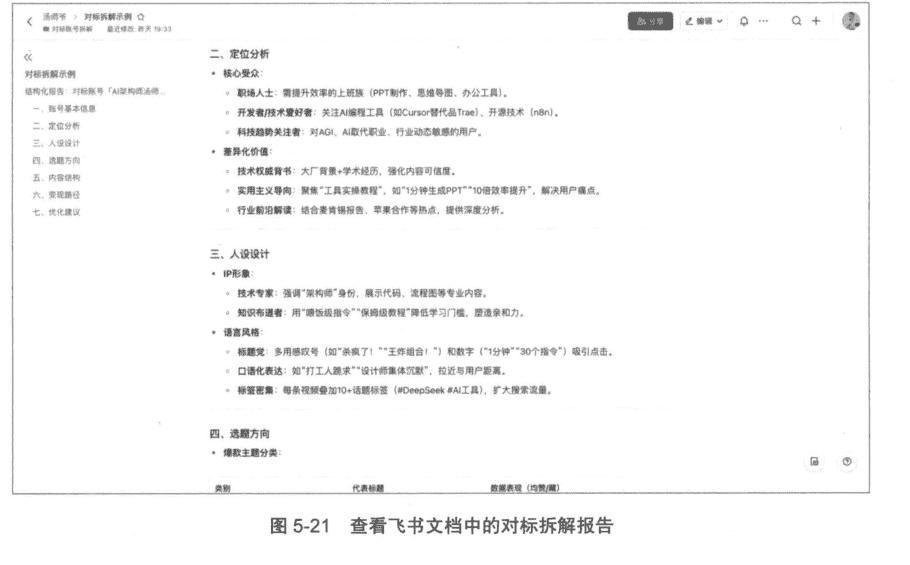 汤师爷 > 对标拆解示例
对标账号拆解 最近修改: 昨天 19:33
分享
编辑
对标拆解示例
结构化报告：对标账号「AI架构师汤师...
一、账号基本信息
二、定位分析
三、人设设计
四、选题方向
五、内容结构
六、变现路径
七、优化建议
二、定位分析
• 核心受众：
◦ 职场人士：需提升效率的上班族（PPT制作、思维导图、办公工具）。
◦ 开发者/技术爱好者：关注AI编程工具（如Cursor替代品Trae）、开源技术（n8n）。
◦ 科技趋势关注者：对AGI、AI取代职业、行业动态敏感的用户。
• 差异化价值：
◦ 技术权威背书：大厂背景+学术经历，强化内容可信度。
◦ 实用主义导向：聚焦“工具实操教程”，如“1分钟生成PPT”“10倍效率提升”，解决用户痛点。
◦ 行业前沿解读：结合麦肯锡报告、苹果合作等热点，提供深度分析。
三、人设设计
• IP形象：
◦ 技术专家：强调“架构师”身份，展示代码、流程图等专业内容。
◦ 知识布道者：用“喂饭级指令”“保姆级教程”降低学习门槛，塑造亲和力。
• 语言风格：
◦ 标题党：多用感叹号（如“杀疯了！”“王炸组合！”）和数字（“1分钟”“30个指令”）吸引点击。
◦ 口语化表达：如“打工人跪求”“设计师集体沉默”，拉近与用户距离。
◦ 标签密集：每条视频叠加10+话题标签（#DeepSeek #AI工具），扩大搜索流量。
四、选题方向
• 爆款主题分类：
类别 代表标题 数据表现（均赞/藏）
图 5-21 查看飞书文档中的对标拆解报告